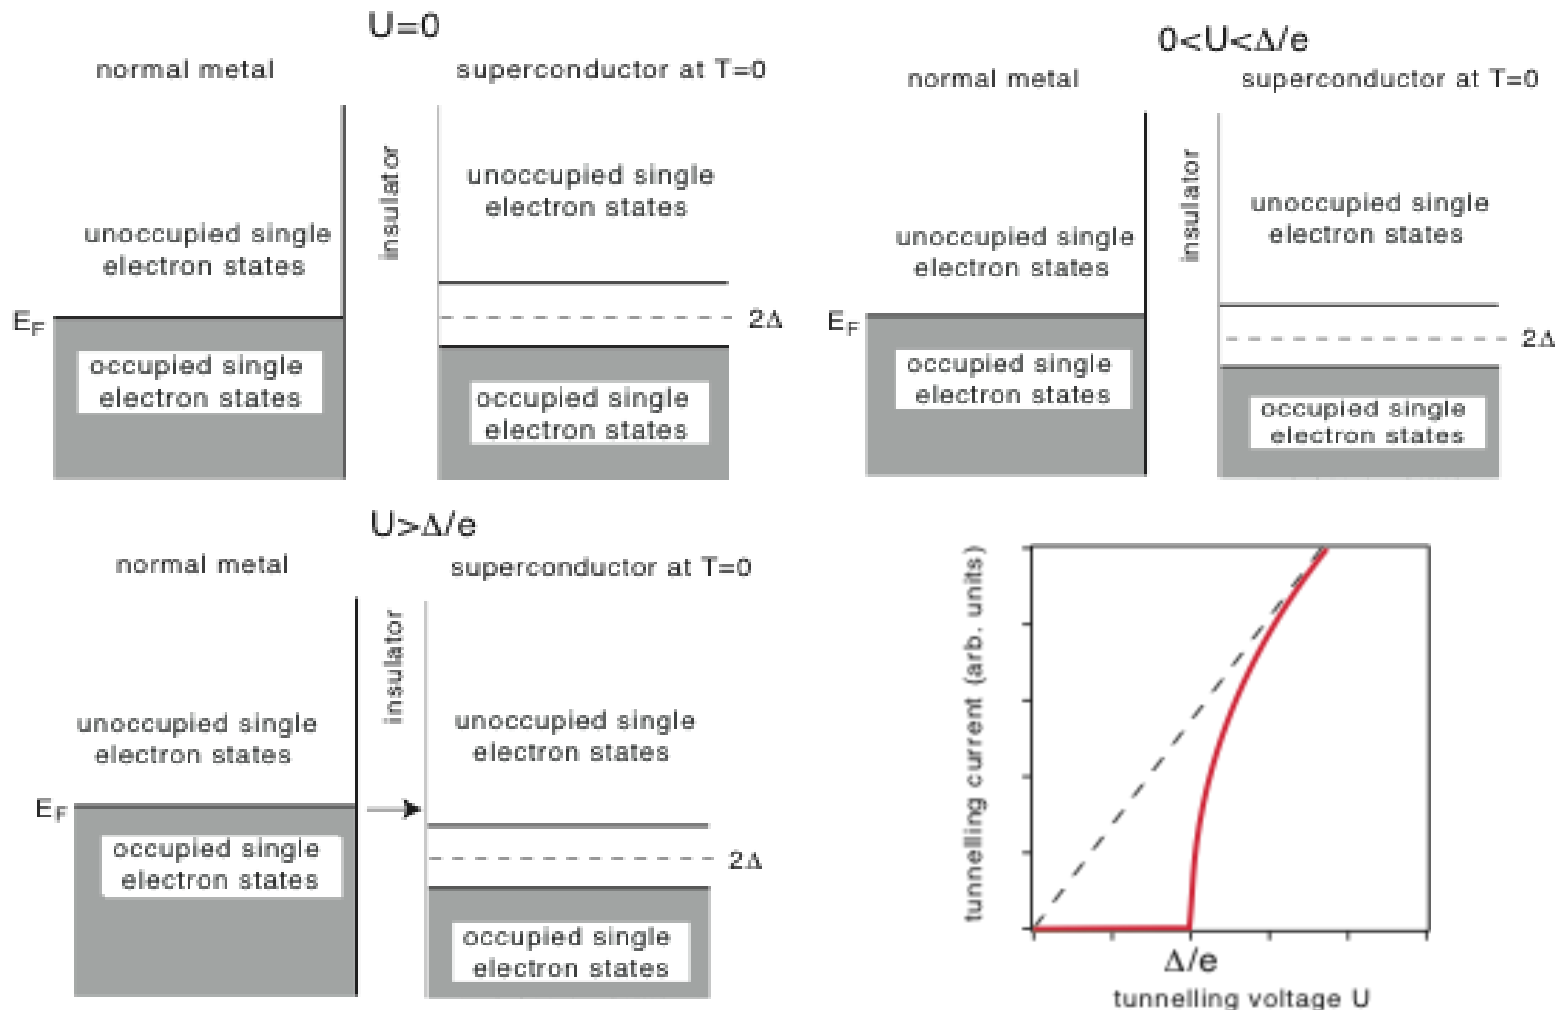 U=0
normal metal
superconductor at T=0
insulator
unoccupied single
electron states
unoccupied single
electron states
E_F
2Δ
occupied single
electron states
occupied single
electron states
0<U<Δ/e
normal metal
superconductor at T=0
insulator
unoccupied single
electron states
unoccupied single
electron states
E_F
2Δ
occupied single
electron states
occupied single
electron states
U>Δ/e
normal metal
superconductor at T=0
insulator
unoccupied single
electron states
unoccupied single
electron states
E_F
2Δ
occupied single
electron states
occupied single
electron states
tunnelling current (arb. units)
Δ/e
tunnelling voltage U